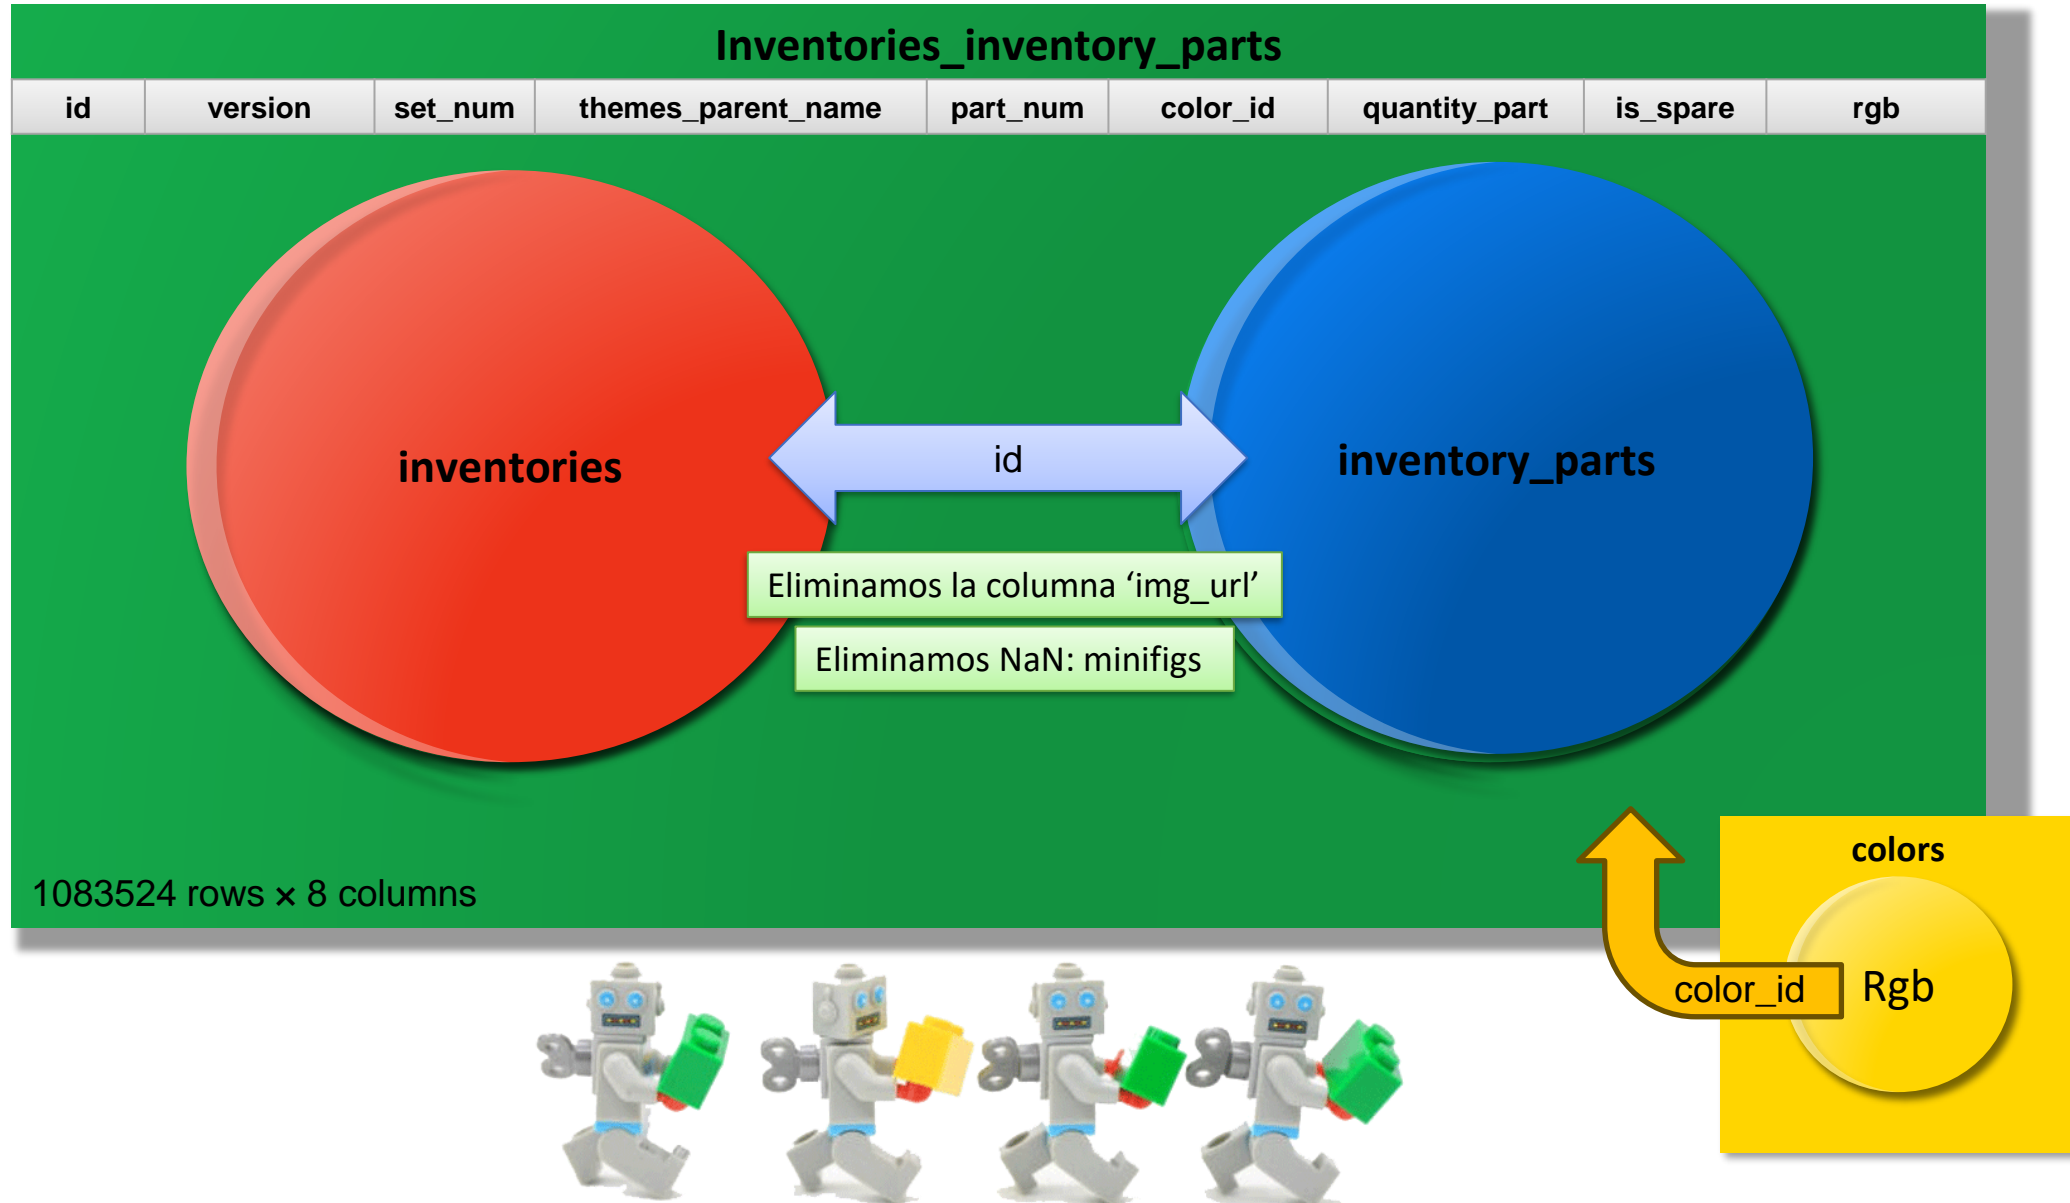 Inventories_inventory_parts
id version set_num themes_parent_name part_num color_id quantity_part is_spare rgb
inventories
id
inventory_parts
Eliminamos la columna ‘img_url’
Eliminamos NaN: minifigs
1083524 rows × 8 columns
colors
color_id
Rgb